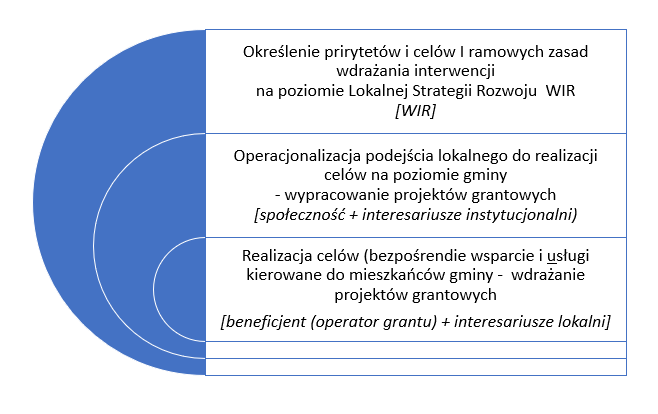 Określenie prirytetów i celów I ramowych zasad
wdrażania interwencji
na poziomie Lokalnej Strategii Rozwoju  WIR
[WIR]
Operacjonalizacja podejścia lokalnego do realizacji
celów na poziomie gminy
- wypracowanie projektów grantowych
[społeczność + interesariusze instytucjonalni)
Realizacja celów (bezpośrendie wsparcie i usługi
kierowane do mieszkańców gminy -  wdrażanie
projektów grantowych
[beneficjent (operator grantu) + interesariusze lokalni]